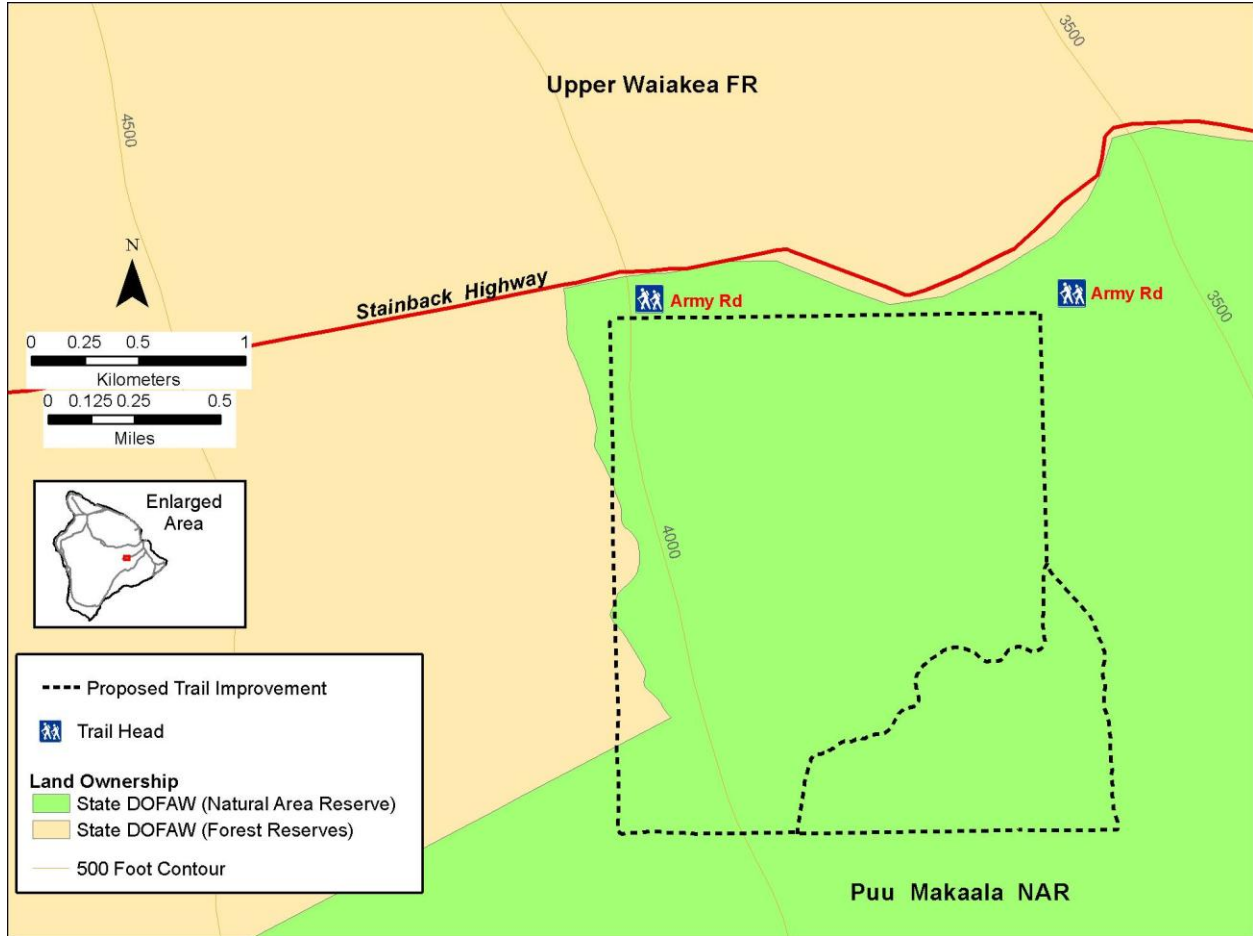 3500
Upper Waiakea FR
4500
N
Stainback Highway
Army Rd
Army Rd
3500
0 0.25 0.5 1
Kilometers
0 0.125 0.25 0.5
Miles
Enlarged
Area
4000
Proposed Trail Improvement
Trail Head
Land Ownership
State DOFAW (Natural Area Reserve)
State DOFAW (Forest Reserves)
500 Foot Contour
Puu Makaala NAR